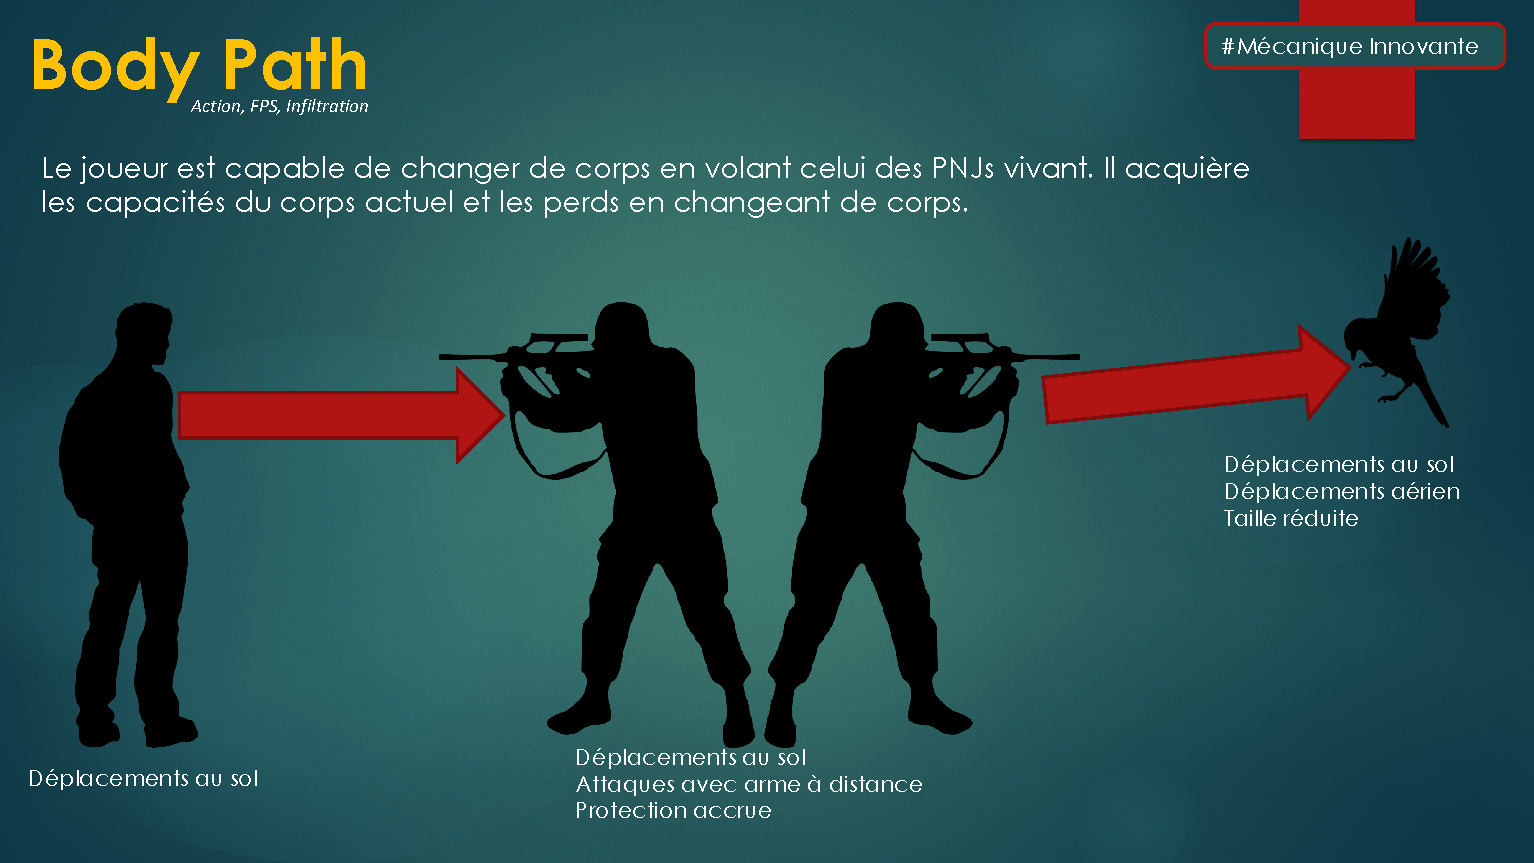 Body Path
Action, FPS, Infiltration
#Mécanique Innovante
Le joueur est capable de changer de corps en volant celui des PNJs vivant. Il acquière
les capacités du corps actuel et les perds en changeant de corps.
Déplacements au sol
Déplacements au sol
Attaques avec arme à distance
Protection accrue
Déplacements au sol
Déplacements aérien
Taille réduite